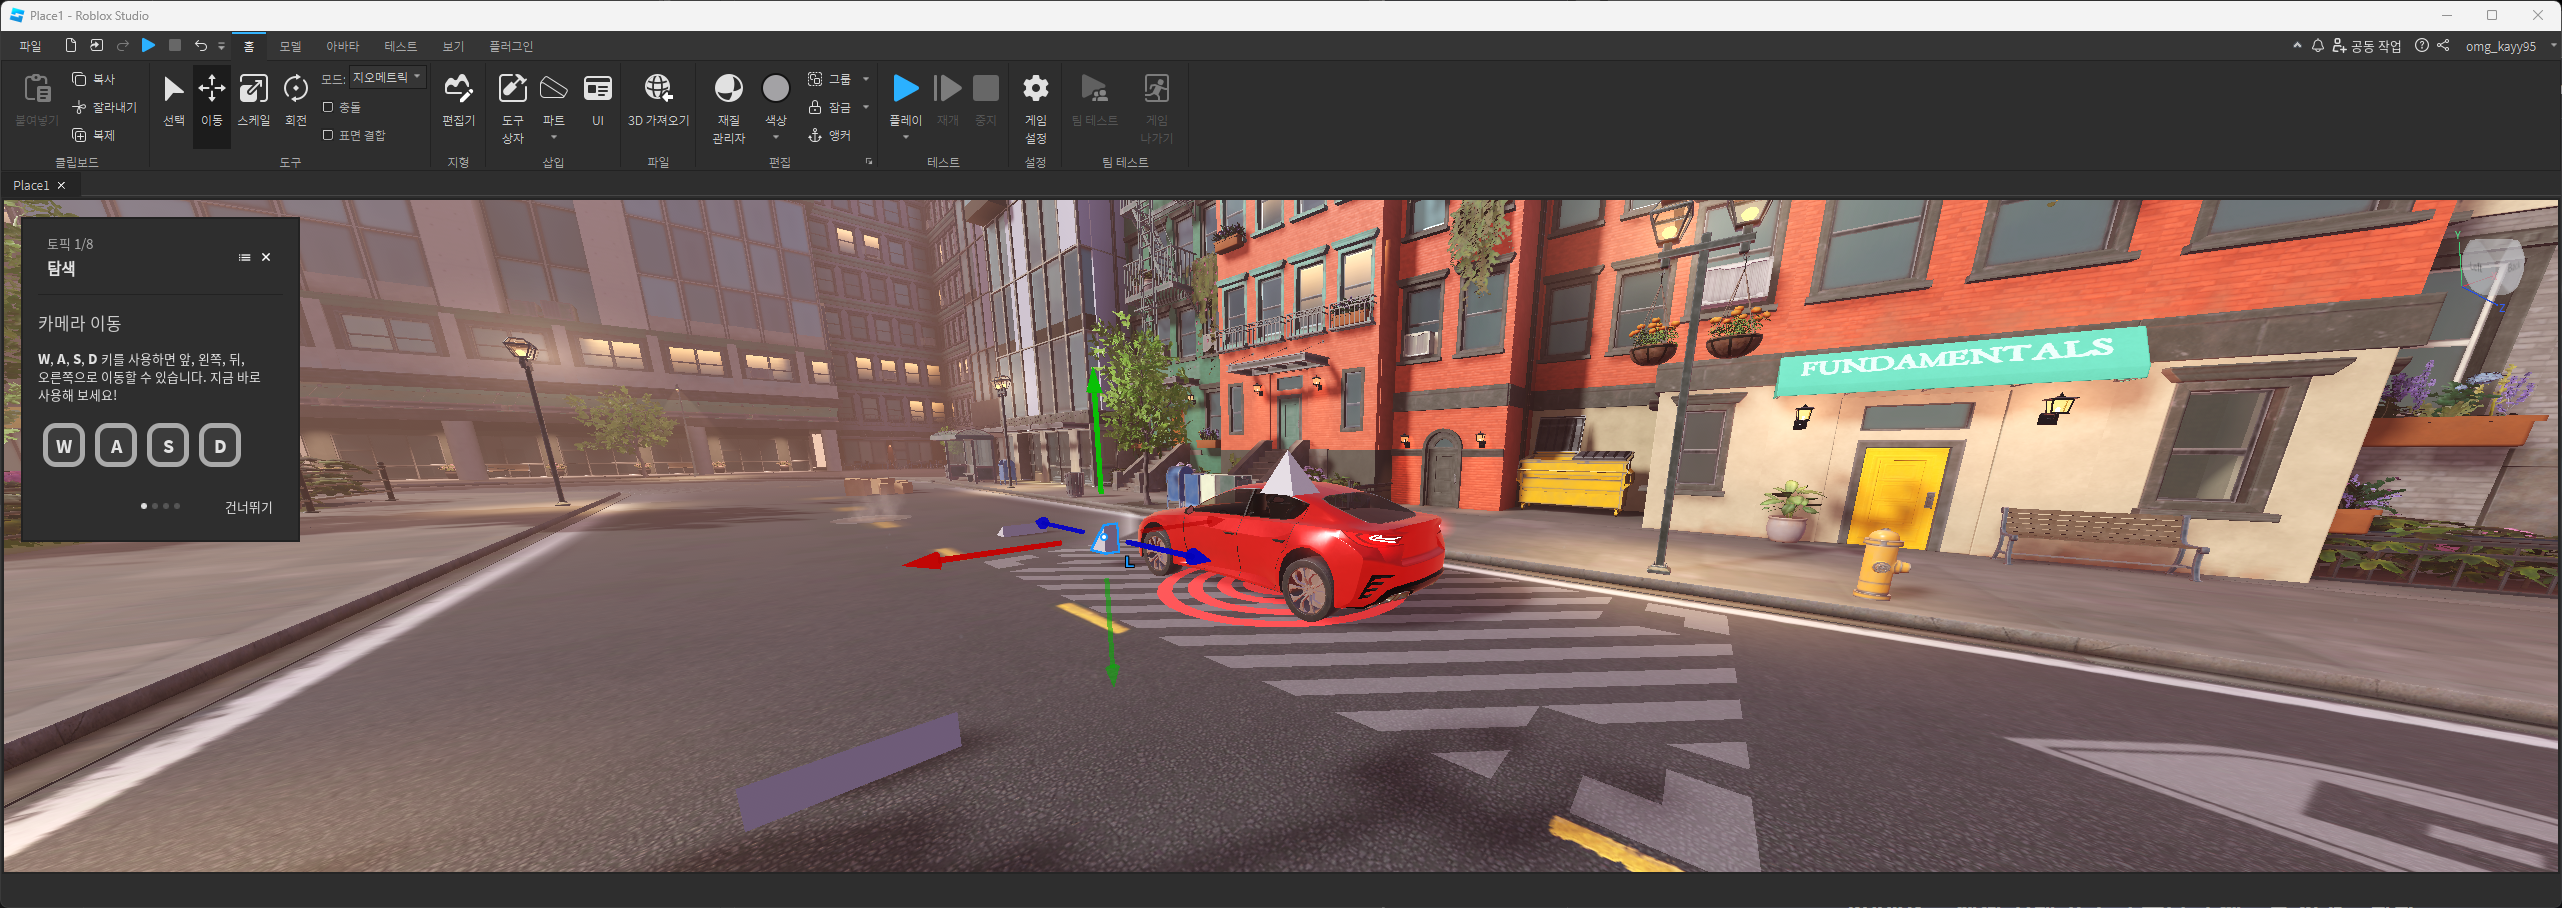 Place1 - Roblox Studio
파일
홈
모델
아바타
테스트
보기
플러그인
공동 작업
omg_kayy95
붙여넣기
복사
잘라내기
복제
클립보드
선택
이동
스케일
회전
모드: 지오메트릭
충돌
표면 결합
도구
편집기
지형
도구
상자
파트
UI
삽입
3D 가져오기
파일
재질
관리자
색상
그룹
잠금
앵커
편집
플레이
재개
중지
테스트
게임
설정
설정
팀 테스트
게임
나가기
팀 테스트
Place1
토픽 1/8
탐색
카메라 이동
W, A, S, D 키를 사용하면 앞, 왼쪽, 뒤,
오른쪽으로 이동할 수 있습니다. 지금 바로
사용해 보세요!
W A S D
건너뛰기
FUNDAMENTALS
L
Y
Z